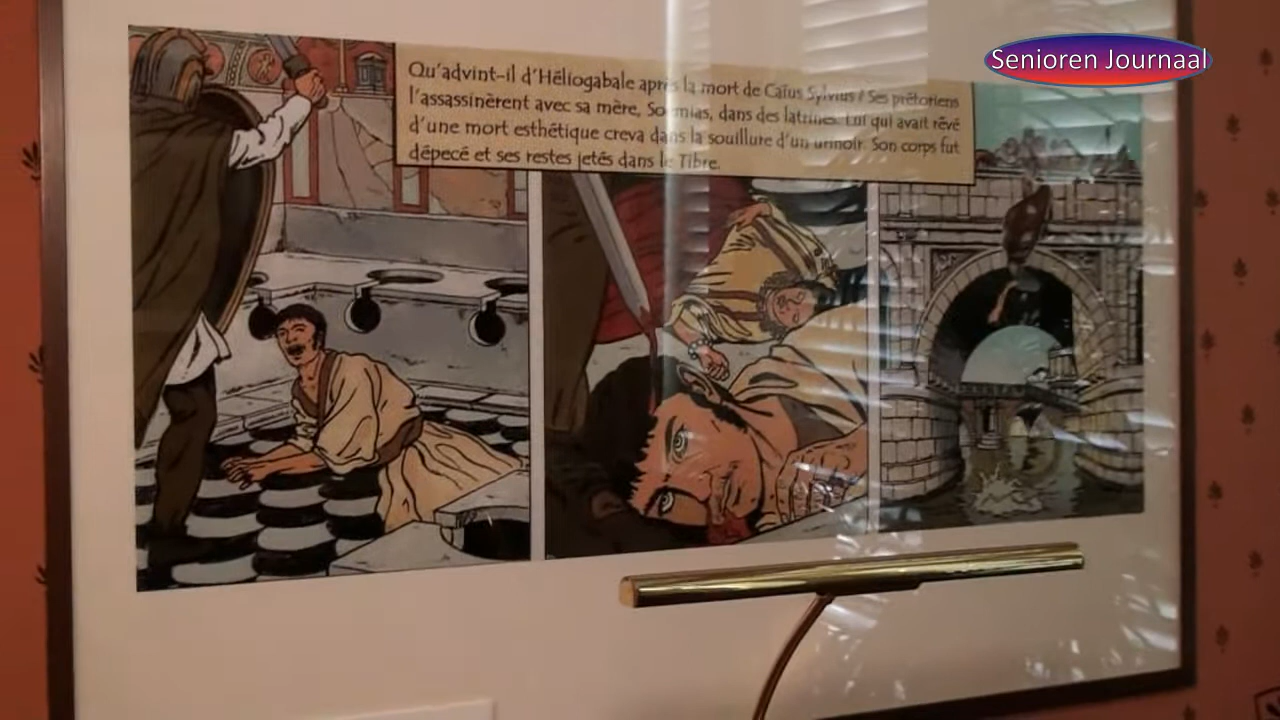 Senioren Journaal
Qu'advint-il d'Héliogabale après la mort de Caïus Sylvius ? Ses prétoriens
l'assassinèrent avec sa mère, Soemias, dans des latrines. Lui qui avait rêvé
d'une mort esthétique creva dans la souillure d'un urinoir. Son corps fut
dépecé et ses restes jetés dans le Tibre.